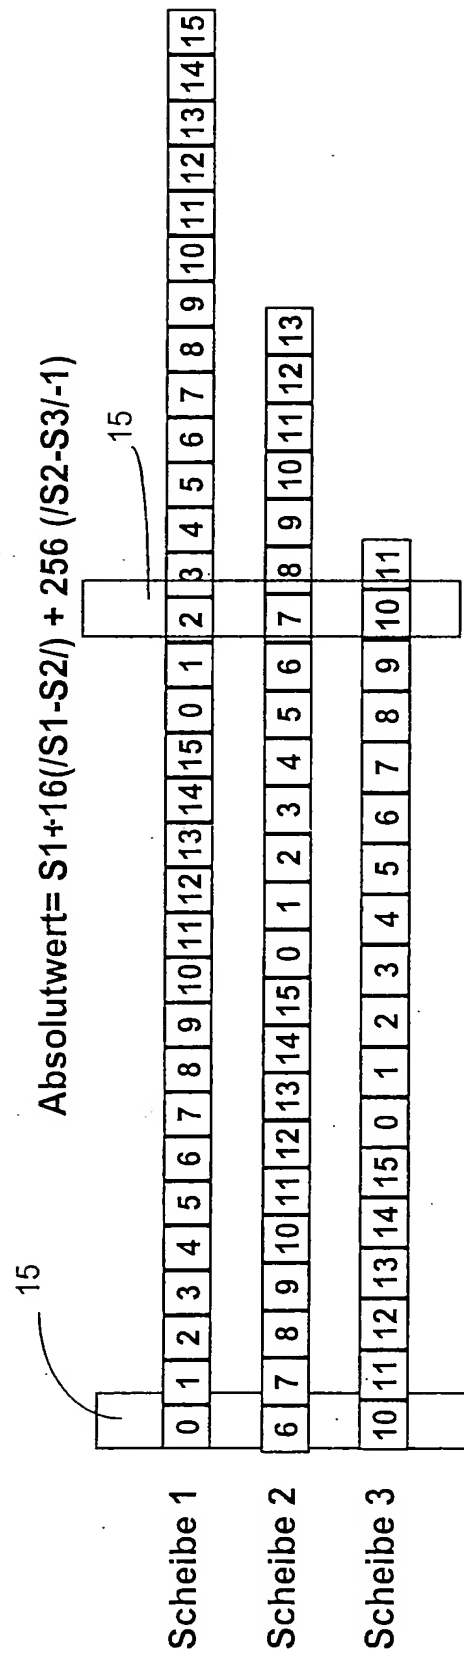 Absolutwert= S1+16(/S1-S2/) + 256 (/S2-S3/-1)
15
15
Scheibe 1 0 1 2 3 4 5 6 7 8 9 10 11 12 13 14 15 0 1 2 3 4 5 6 7 8 9 10 11 12 13 14 15
Scheibe 2 6 7 8 9 10 11 12 13 14 15 0 1 2 3 4 5 6 7 8 9 10 11 12 13
Scheibe 3 10 11 12 13 14 15 0 1 2 3 4 5 6 7 8 9 10 11